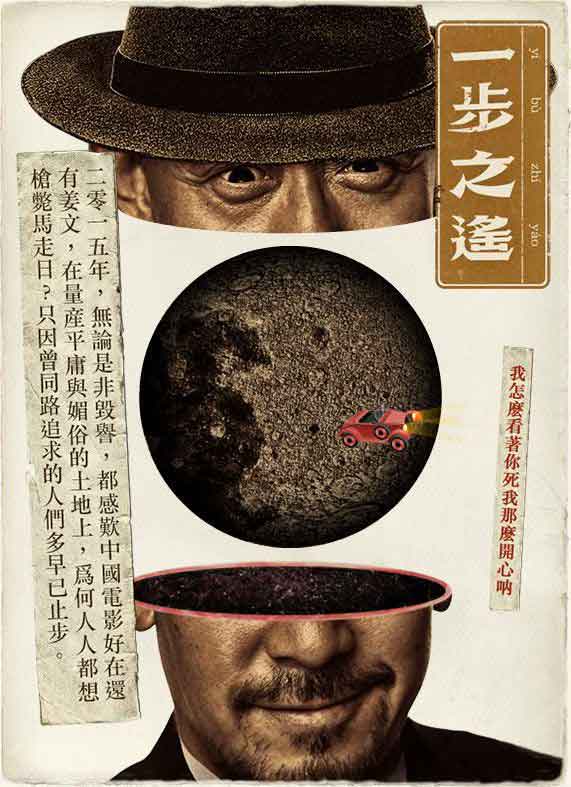 一步之遙
yī bù zhī yáo
我怎麼看著你死我那麼開心呐
二零一五年，無論是非毀譽，都感歎中國電影好在還
有姜文，在量産平庸與媚俗的土地上，爲何人人都想
槍斃馬走日？只因曾同路追求的人們多早已止步。